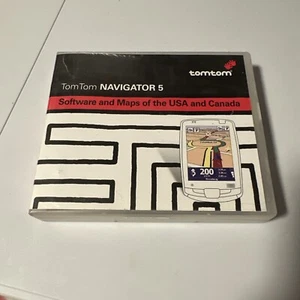 tomtom
TomTom NAVIGATOR 5
Software and Maps of the USA and Canada
200